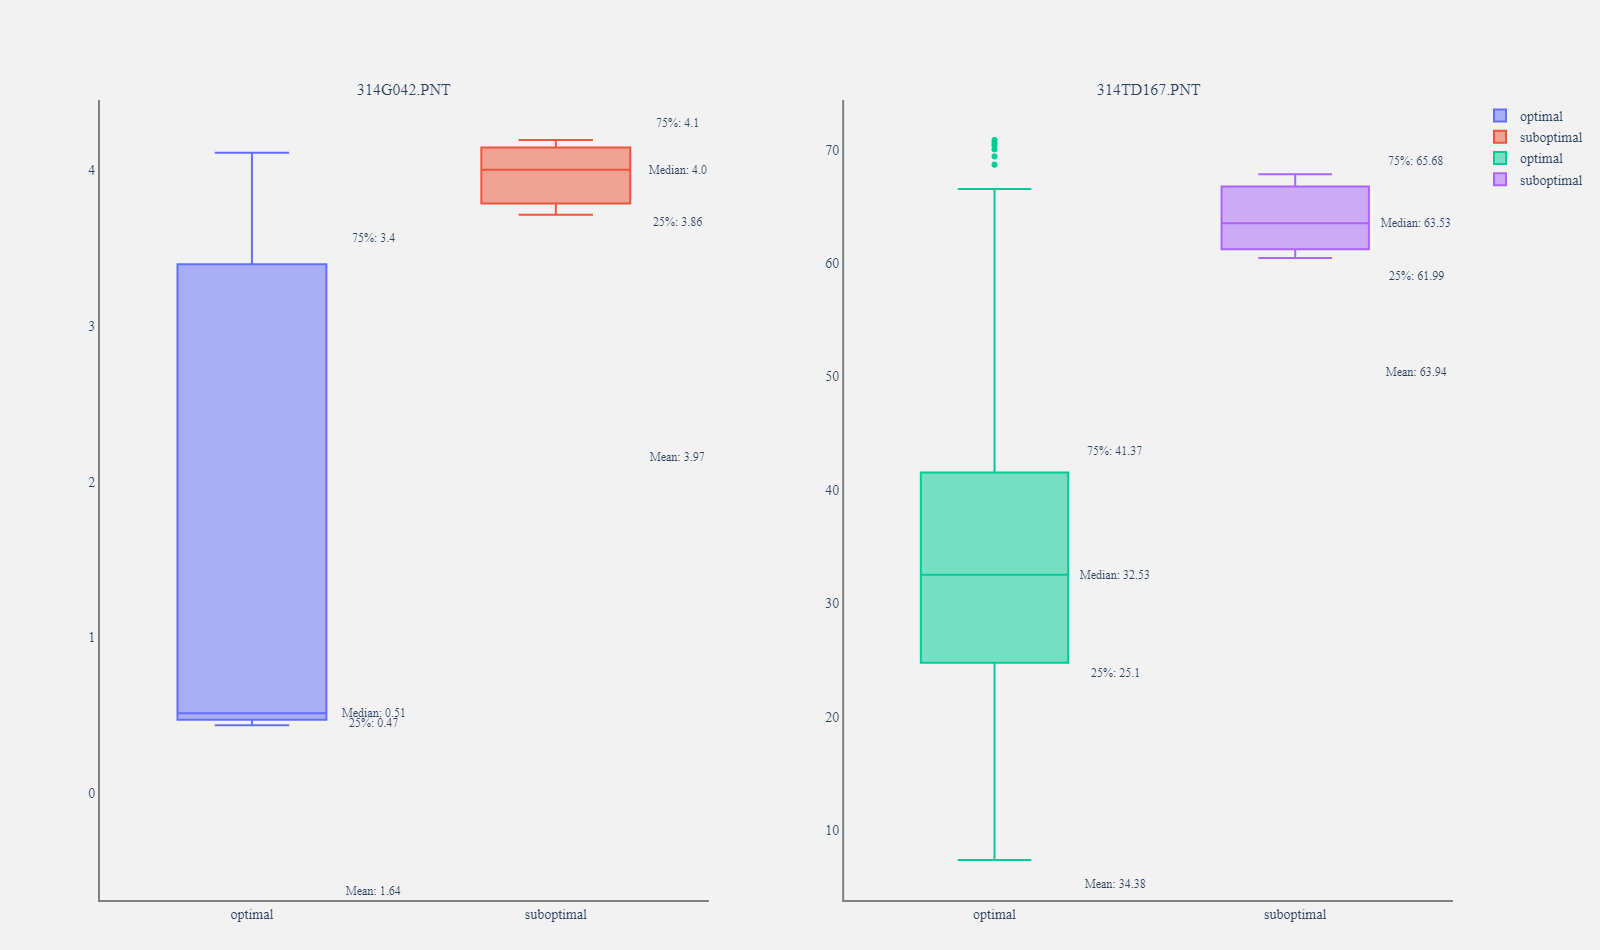 314G042.PNT
4
3
2
1
0
75%: 3.4
Median: 0.51
25%: 0.47
Mean: 1.64
75%: 4.1
Median: 4.0
25%: 3.86
Mean: 3.97
optimal
suboptimal
314TD167.PNT
70
60
50
40
30
20
10
75%: 41.37
Median: 32.53
25%: 25.1
Mean: 34.38
75%: 65.68
Median: 63.53
25%: 61.99
Mean: 63.94
optimal
suboptimal
optimal
suboptimal
optimal
suboptimal